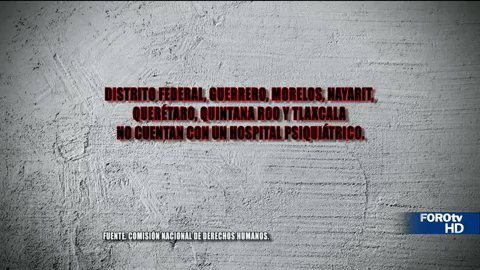 DISTRITO FEDERAL, GUERRERO, MORELOS, NAYARIT,
QUERÉTARO, QUINTANA ROO Y TLAXCALA
NO CUENTAN CON UN HOSPITAL PSIQUIÁTRICO.
FOROtv
HD
FUENTE. COMISIÓN NACIONAL DE DERECHOS HUMANOS.